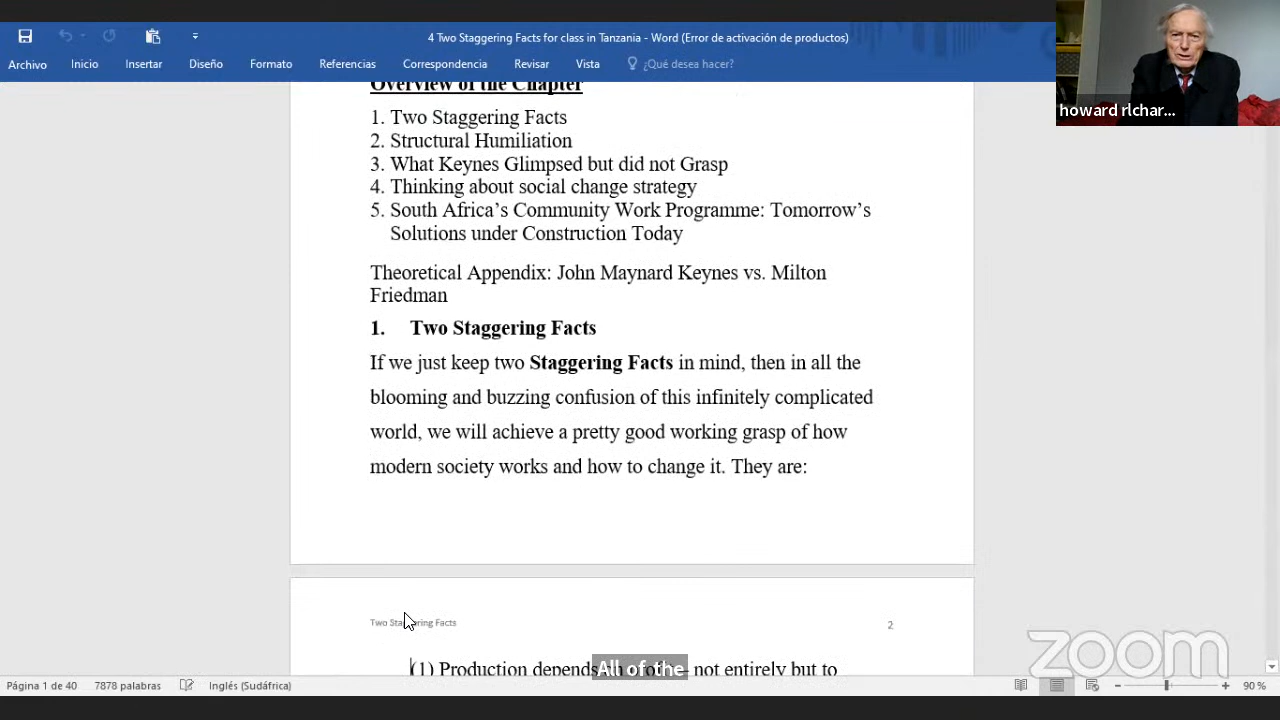 4 Two Staggering Facts for class in Tanzania - Word (Error de activación de productos)
Archivo Inicio Insertar Diseño Formato Referencias Correspondencia Revisar Vista ¿Qué desea hacer?
howard rIchar...
Overview of the Chapter
1. Two Staggering Facts
2. Structural Humiliation
3. What Keynes Glimpsed but did not Grasp
4. Thinking about social change strategy
5. South Africa’s Community Work Programme: Tomorrow’s
Solutions under Construction Today
Theoretical Appendix: John Maynard Keynes vs. Milton
Friedman
1. Two Staggering Facts
If we just keep two Staggering Facts in mind, then in all the
blooming and buzzing confusion of this infinitely complicated
world, we will achieve a pretty good working grasp of how
modern society works and how to change it. They are:
Two Staggering Facts 2
(1) Production depends not entirely but to
All of the
zoom
Página 1 de 40 7878 palabras Inglés (Sudáfrica) 90 %